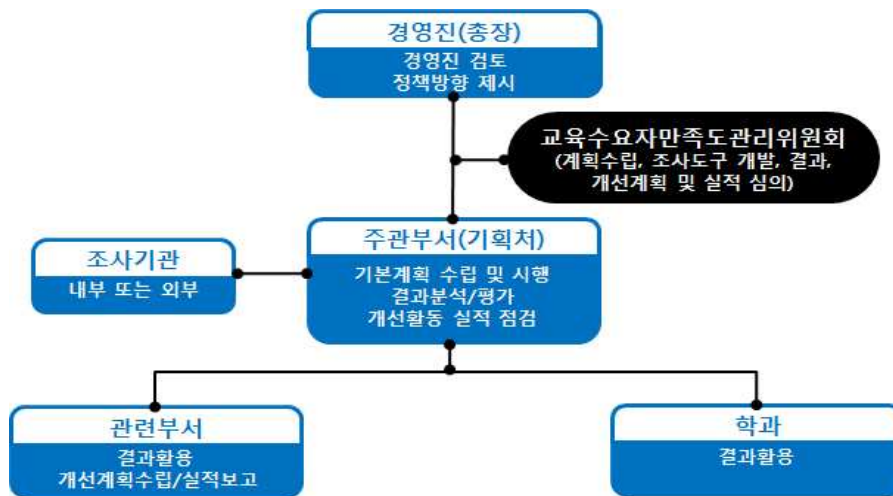 경영진(총장)
경영진 검토
정책방향 제시
교육수요자만족도관리위원회
(계획수립, 조사도구 개발, 결과,
개선계획 및 실적 심의)
주관부서(기획처)
기본계획 수립 및 시행
결과분석/평가
개선활동 실적 점검
조사기관
내부 또는 외부
관련부서
결과활용
개선계획수립/실적보고
학과
결과활용